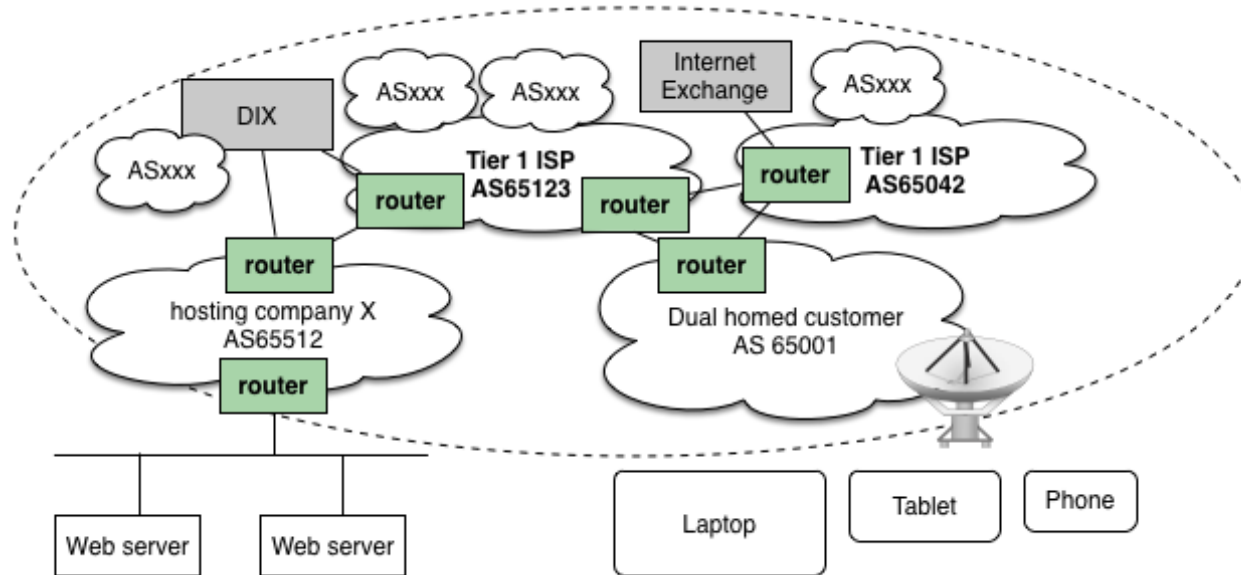 Internet
Exchange
ASxxx
ASxxx
ASxxx
DIX
ASxxx
Tier 1 ISP
AS65123
Tier 1 ISP
AS65042
router
router
router
router
router
hosting company X
AS65512
Dual homed customer
AS 65001
router
Web server
Web server
Laptop
Tablet
Phone